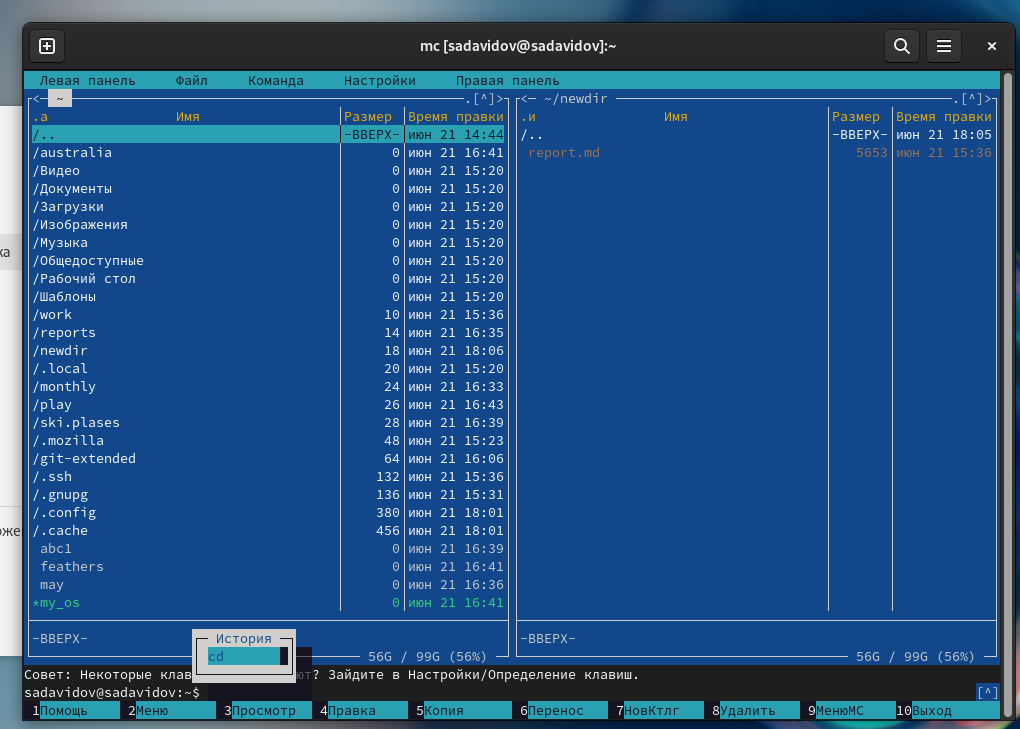 mc [sadavidov@sadavidov]:~
Левая панель Файл Команда Настройки Правая панель
<─ ~ .[^]> <─ ~/newdir .[^]>
.а Имя Размер Время правки .и Имя Размер Время правки
/.. -ВВЕРХ- июн 21 14:44 /.. -ВВЕРХ- июн 21 18:05
/australia 0 июн 21 16:41 report.md 5653 июн 21 15:36
/Видео 0 июн 21 15:20
/Документы 0 июн 21 15:20
/Загрузки 0 июн 21 15:20
/Изображения 0 июн 21 15:20
/Музыка 0 июн 21 15:20
/Общедоступные 0 июн 21 15:20
/Рабочий стол 0 июн 21 15:20
/Шаблоны 0 июн 21 15:20
/work 10 июн 21 15:36
/reports 14 июн 21 16:35
/newdir 18 июн 21 18:06
/.local 20 июн 21 15:20
/monthly 24 июн 21 16:33
/play 26 июн 21 16:43
/ski.plases 28 июн 21 16:39
/.mozilla 48 июн 21 15:23
/git-extended 64 июн 21 16:06
/.ssh 132 июн 21 15:36
/.gnupg 136 июн 21 15:31
/.config 380 июн 21 18:01
/.cache 456 июн 21 18:01
abc1 0 июн 21 16:39
feathers 0 июн 21 16:41
may 0 июн 21 16:36
*my_os 0 июн 21 16:41
-ВВЕРХ- -ВВЕРХ-
История
cd
56G / 99G (56%) 56G / 99G (56%)
Совет: Некоторые клав ют? Зайдите в Настройки/Определение клавиш.
sadavidov@sadavidov:~$ [^]
1Помощь 2Меню 3Просмотр 4Правка 5Копия 6Перенос 7НовКтлг 8Удалить 9МенюМС 10Выход